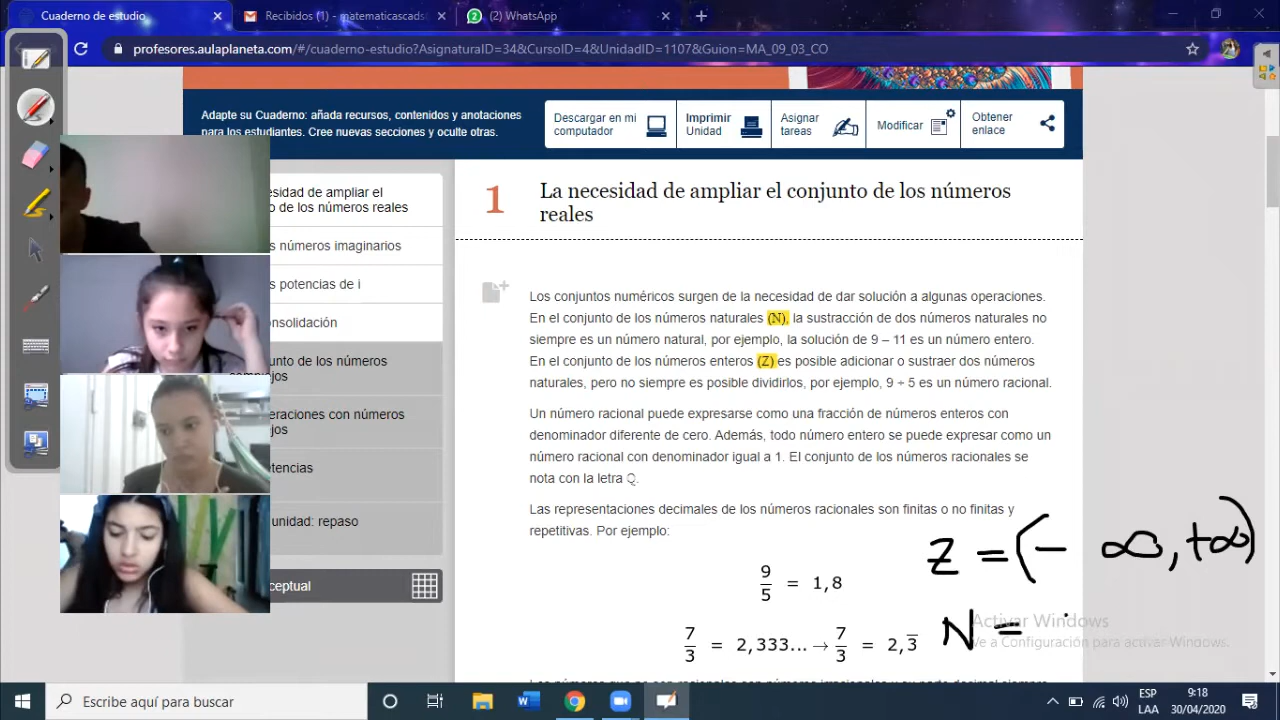 Cuaderno de estudio
Recibidos (1) - matematicascads
(2) WhatsApp
profesores.aulaplaneta.com/#/cuaderno-estudio?AsignaturaID=34&CursoID=4&UnidadID=1107&Guion=MA_09_03_CO
Adapte su Cuaderno: añada recursos, contenidos y anotaciones
para los estudiantes. Cree nuevas secciones y oculte otras.
Descargar en mi
computador
Imprimir
Unidad
Asignar
tareas
Modificar
Obtener
enlace
sidad de ampliar el
o de los números reales
s números imaginarios
s potencias de i
nsolidación
unto de los números
ejos
eraciones con números
ejos
tencias
unidad: repaso
ceptual
1 La necesidad de ampliar el conjunto de los números
reales
Los conjuntos numéricos surgen de la necesidad de dar solución a algunas operaciones.
En el conjunto de los números naturales (N), la sustracción de dos números naturales no
siempre es un número natural, por ejemplo, la solución de 9 – 11 es un número entero.
En el conjunto de los números enteros (Z) es posible adicionar o sustraer dos números
naturales, pero no siempre es posible dividirlos, por ejemplo, 9 ÷ 5 es un número racional.
Un número racional puede expresarse como una fracción de números enteros con
denominador diferente de cero. Además, todo número entero se puede expresar como un
número racional con denominador igual a 1. El conjunto de los números racionales se
nota con la letra Q.
Las representaciones decimales de los números racionales son finitas o no finitas y
repetitivas. Por ejemplo:
9/5 = 1,8
7/3 = 2,333... → 7/3 = 2,3̅
Z = (- ∞, +∞)
N =
Activar Windows
Ve a Configuración para activar Windows.
Escribe aquí para buscar
ESP
LAA
9:18
30/04/2020